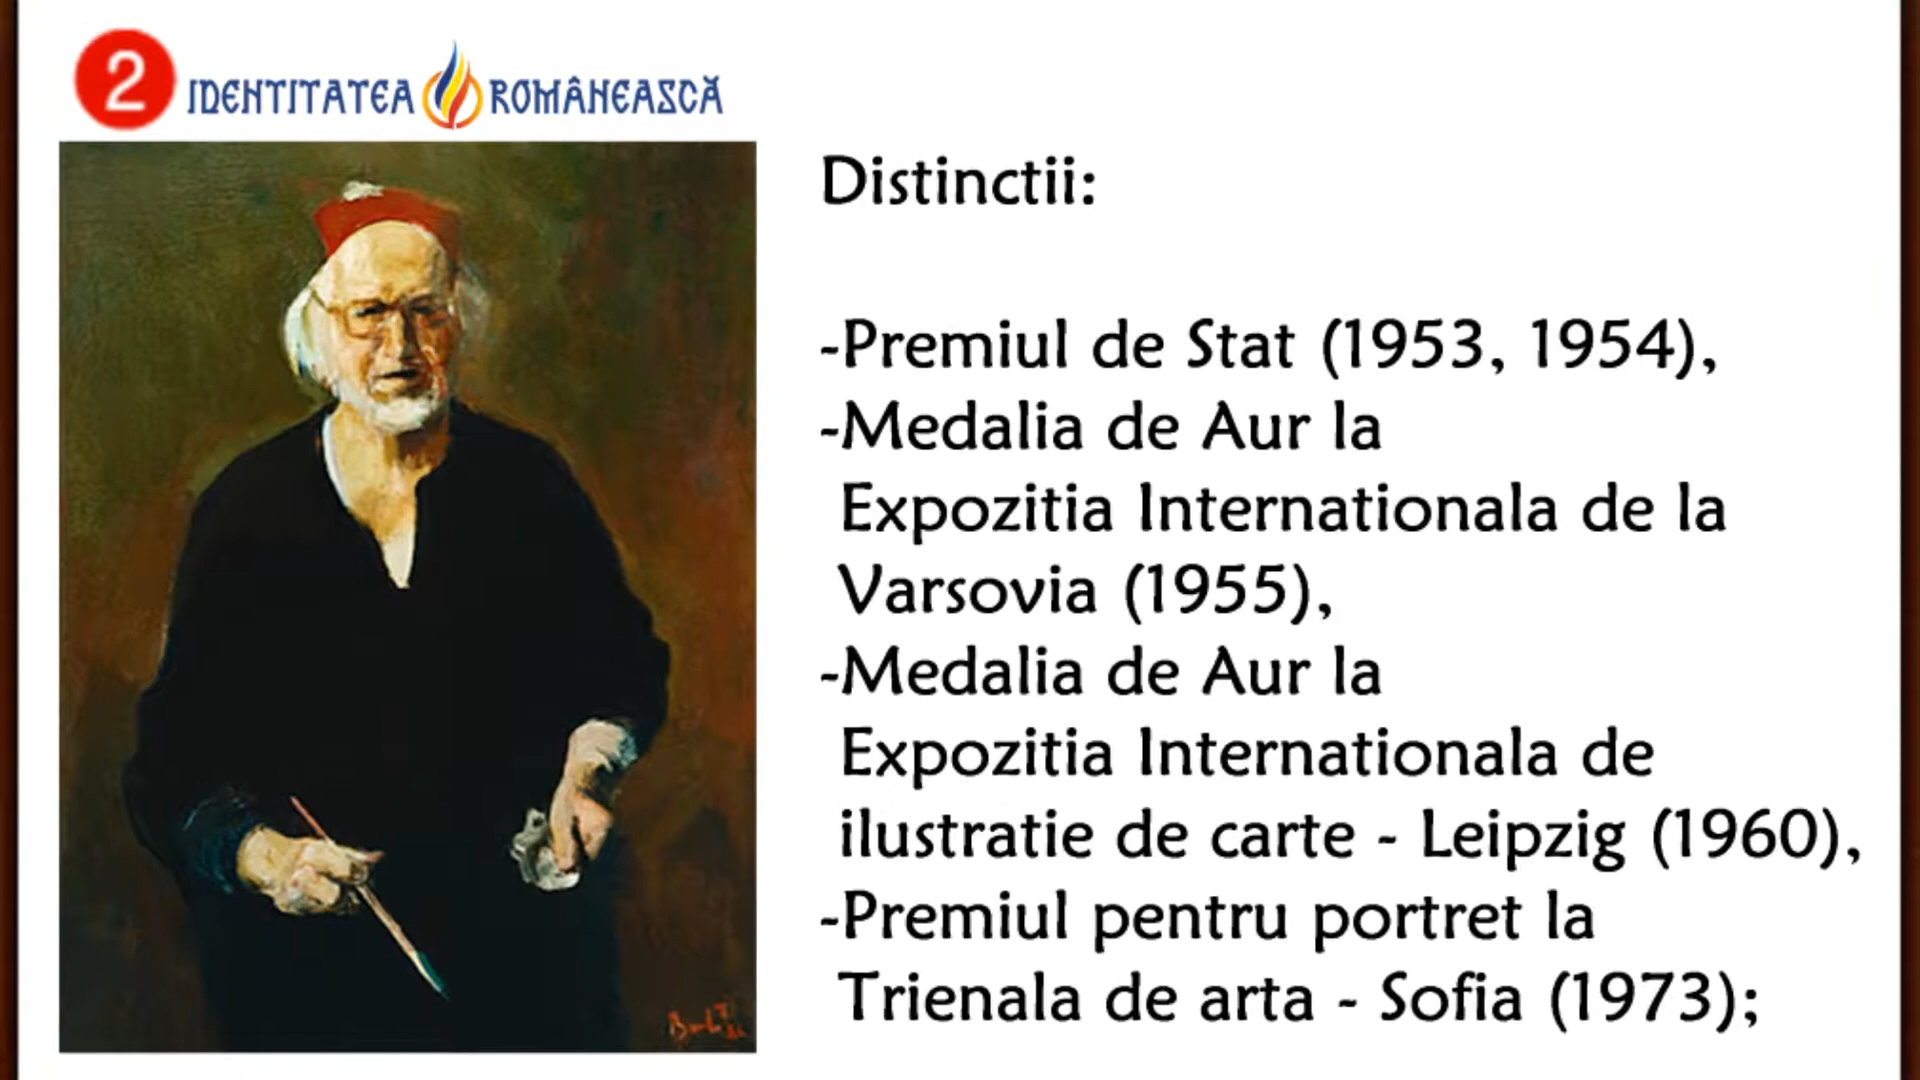 2 IDENTITATEA ROMÂNEASCĂ
Distinctii:
-Premiul de Stat (1953, 1954),
-Medalia de Aur la
Expozitia Internationala de la
Varsovia (1955),
-Medalia de Aur la
Expozitia Internationala de
ilustratie de carte - Leipzig (1960),
-Premiul pentru portret la
Trienala de arta - Sofia (1973);